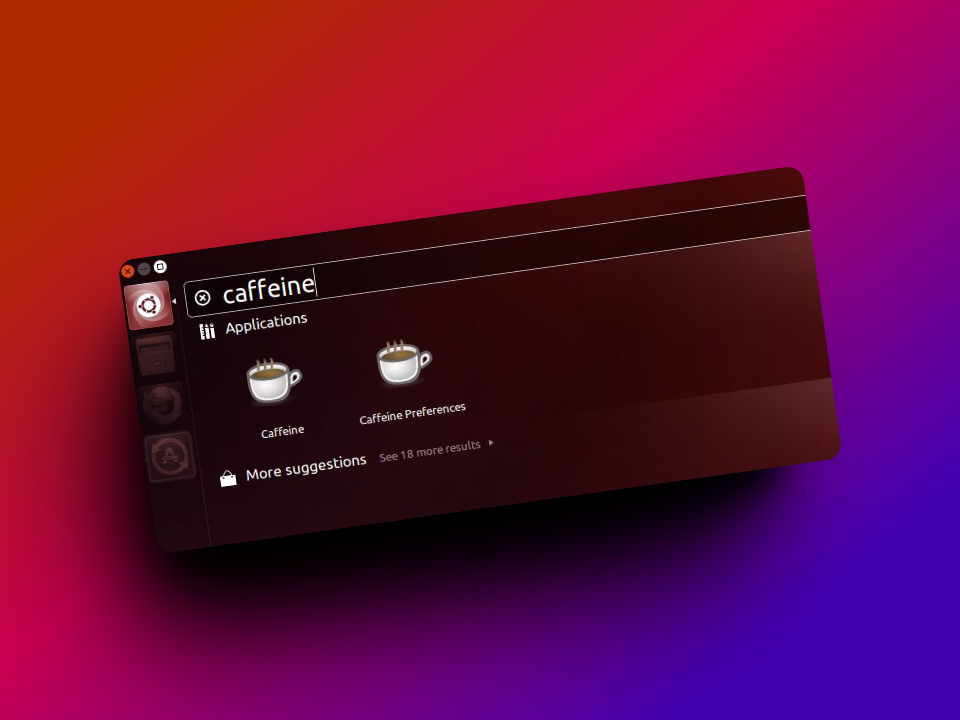 caffeine
Applications
Caffeine
Caffeine Preferences
More suggestions See 18 more results